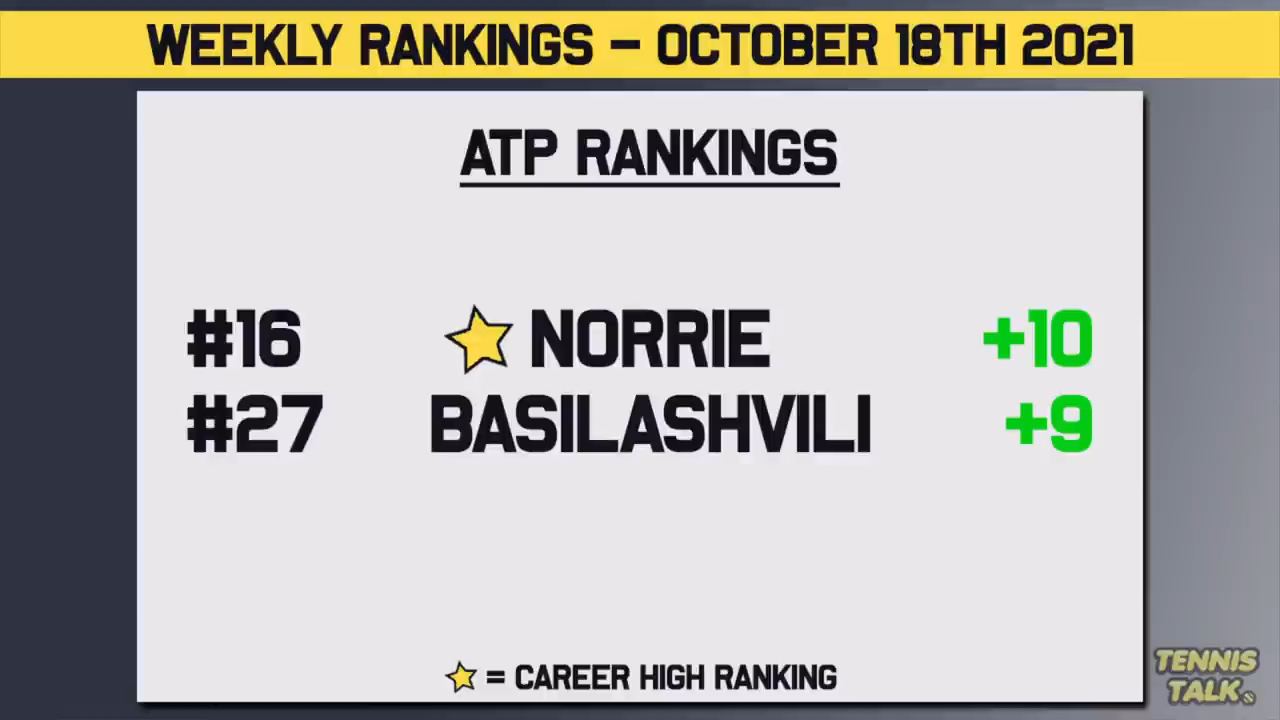 WEEKLY RANKINGS – OCTOBER 18TH 2021
ATP RANKINGS
#16 NORRIE +10
#27 BASILASHVILI +9
= CAREER HIGH RANKING
TENNIS
TALK